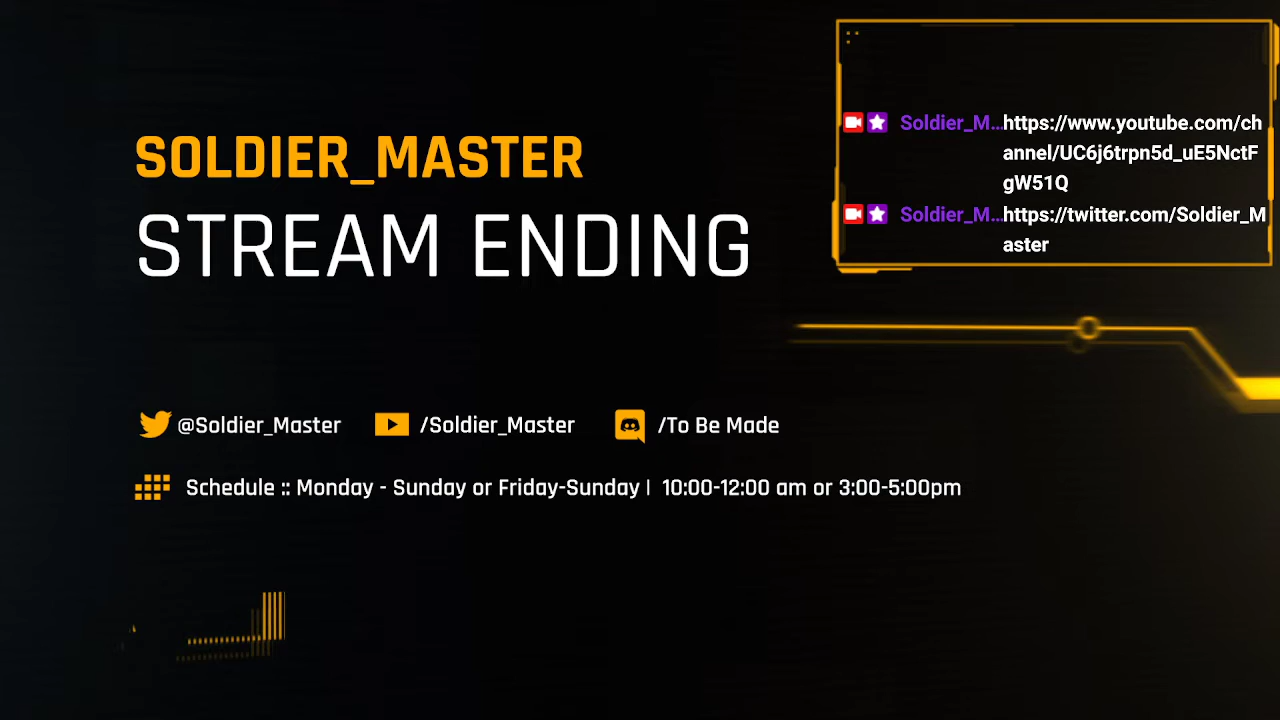 SOLDIER_MASTER
STREAM ENDING
@Soldier_Master
/Soldier_Master
/To Be Made
Schedule :: Monday - Sunday or Friday-Sunday | 10:00-12:00 am or 3:00-5:00pm
Soldier_M... https://www.youtube.com/ch
annel/UC6j6trpn5d_uE5NctF
gW51Q
Soldier_M... https://twitter.com/Soldier_M
aster